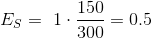 E_S = 1 · 150/300 = 0.5